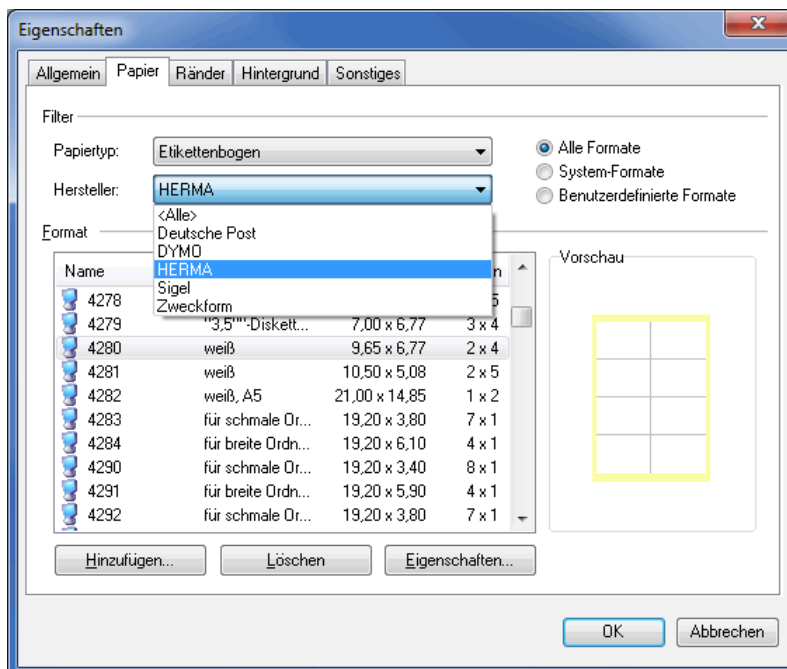 Eigenschaften
Allgemein Papier Ränder Hintergrund Sonstiges
Filter
Papiertyp: Etikettenbogen
Alle Formate
Hersteller: HERMA
System-Formate
Benutzerdefinierte Formate
<Alle>
Deutsche Post
DYMO
HERMA
Sigel
Zweckform
Format
Vorschau
Name n
4278 5
4279 "3,5""-Diskett... 7,00 x 6,77 3 x 4
4280 weiß 9,65 x 6,77 2 x 4
4281 weiß 10,50 x 5,08 2 x 5
4282 weiß, A5 21,00 x 14,85 1 x 2
4283 für schmale Or... 19,20 x 3,80 7 x 1
4284 für breite Ordn... 19,20 x 6,10 4 x 1
4290 für schmale Or... 19,20 x 3,40 8 x 1
4291 für breite Ordn... 19,20 x 5,90 4 x 1
4292 für schmale Or... 19,20 x 3,80 7 x 1
Hinzufügen... Löschen Eigenschaften...
OK Abbrechen